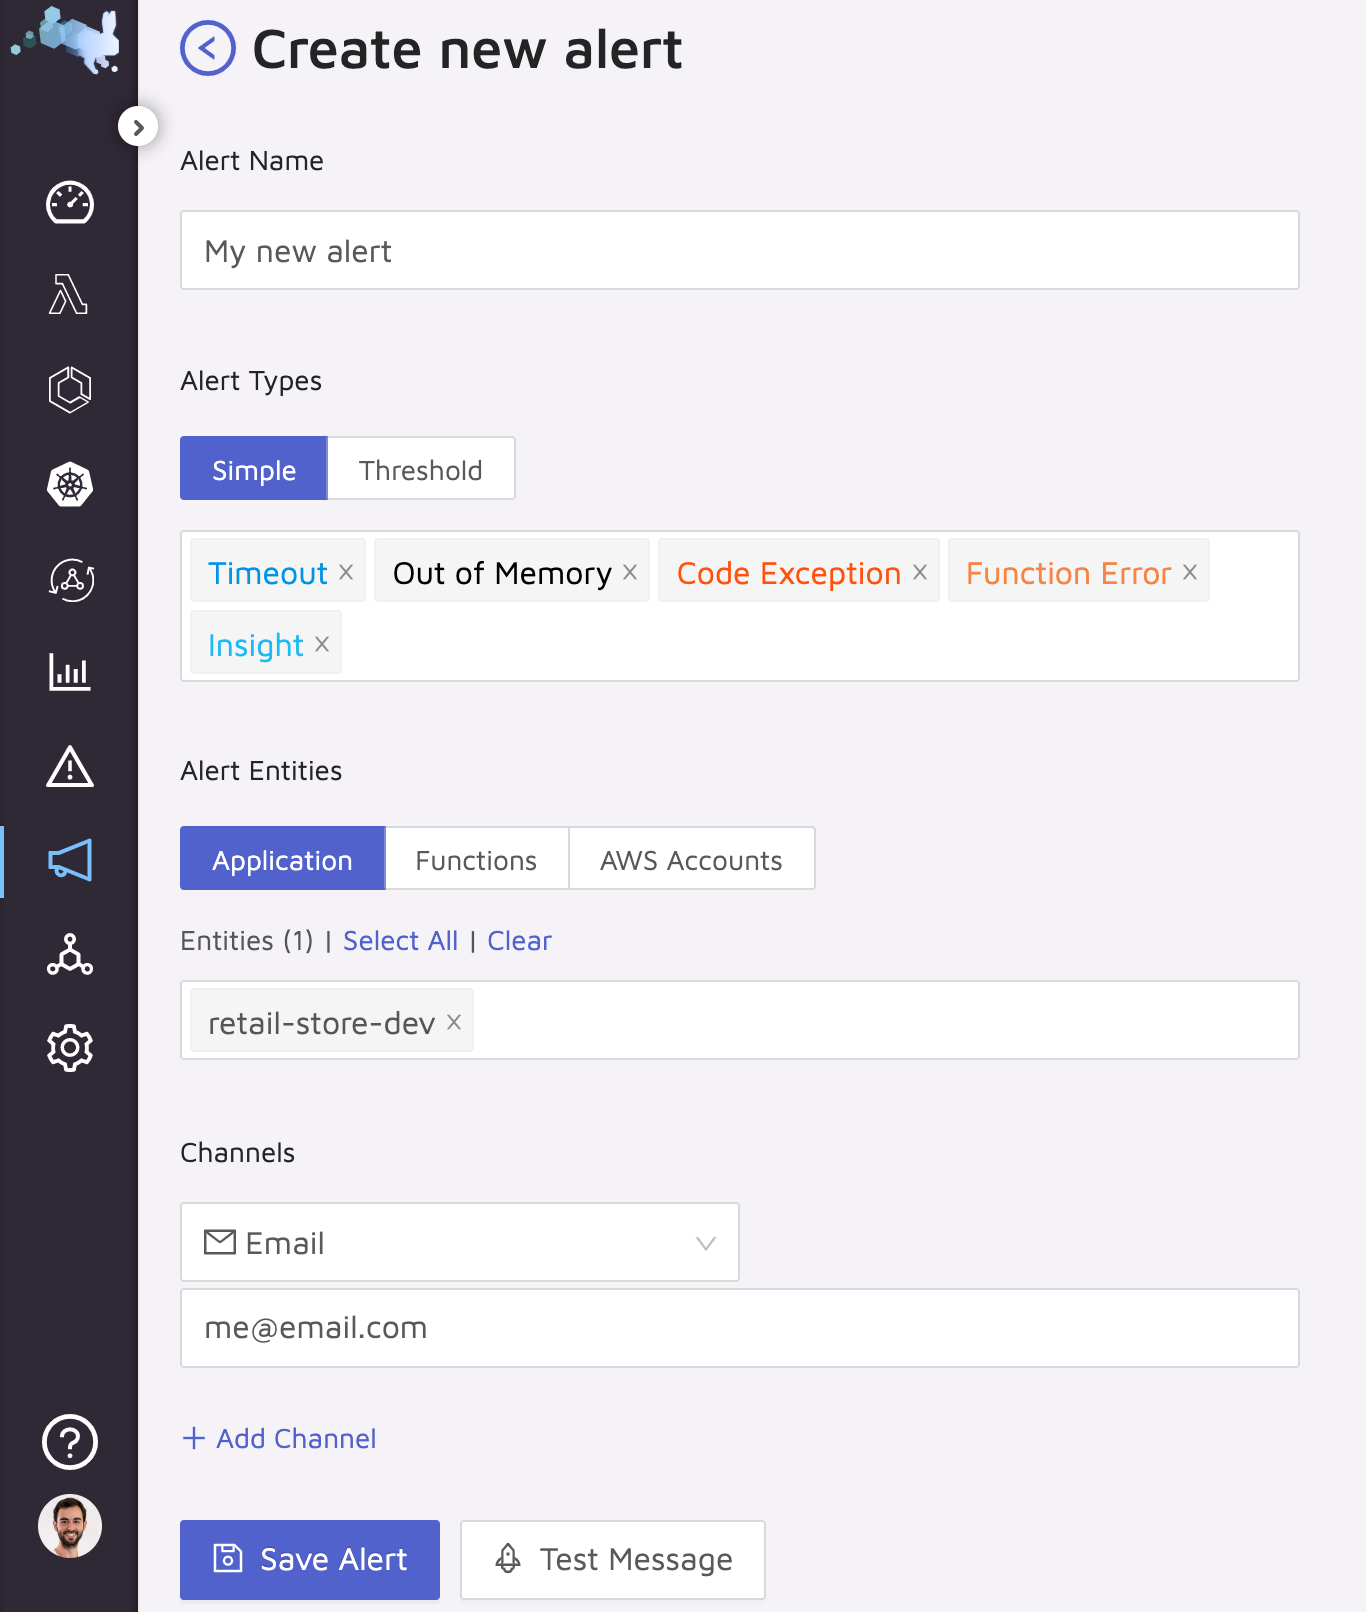 Create new alert
Alert Name
My new alert
Alert Types
Simple Threshold
Timeout Out of Memory Code Exception Function Error
Insight
Alert Entities
Application Functions AWS Accounts
Entities (1) | Select All | Clear
retail-store-dev
Channels
Email
me@email.com
+ Add Channel
Save Alert Test Message